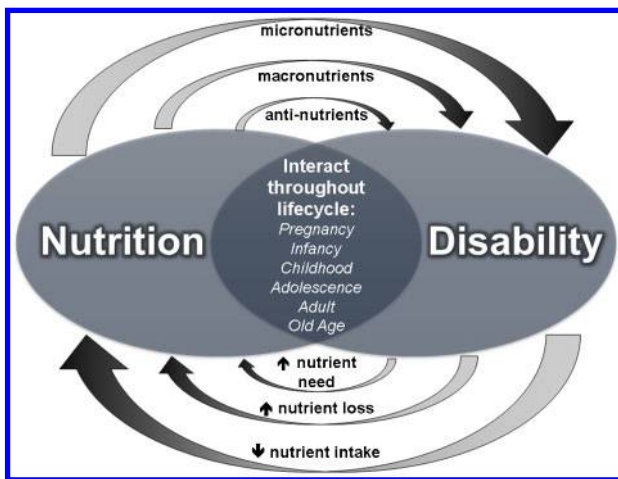 micronutrients
macronutrients
anti-nutrients
Interact
throughout
lifecycle:
Pregnancy
Infancy
Childhood
Adolescence
Adult
Old Age
Nutrition
Disability
↑ nutrient
need
↑ nutrient loss
↓ nutrient intake